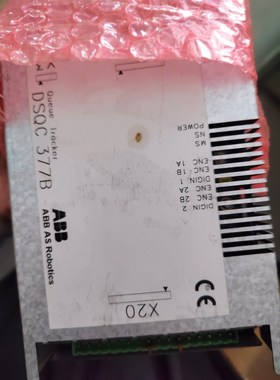 Queue Tracker
DSQC 377B
ABB
ABB AS Robotics
POWER
NS
MS
ENC 1A
ENC 1B
DIGIN 1
ENC 2A
ENC 2B
DIGIN 2
X20
CE